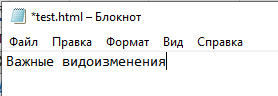 *test.html – Блокнот
Файл Правка Формат Вид Справка
Важные видоизменения